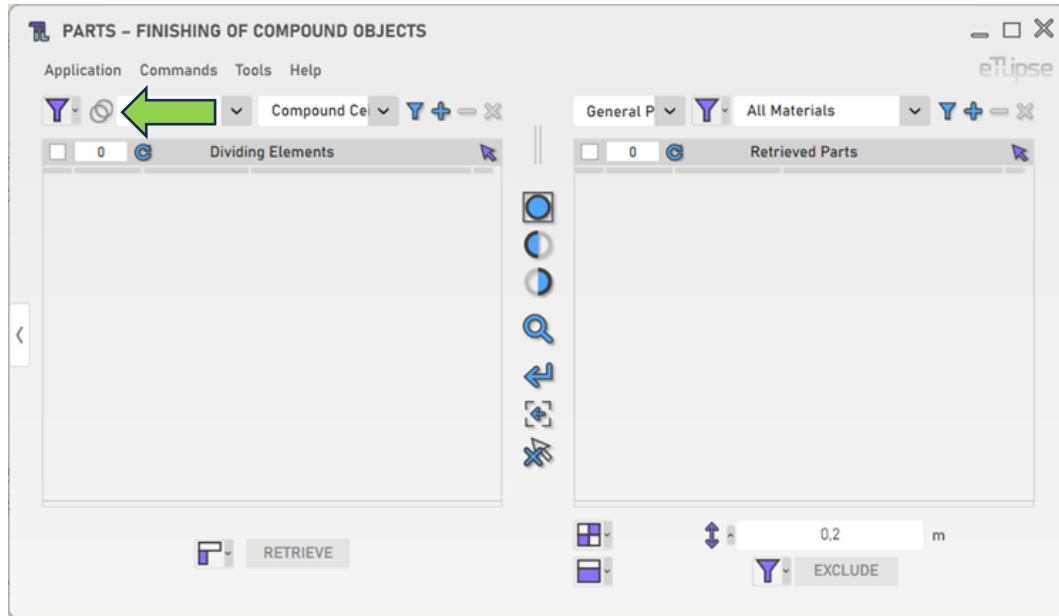 PARTS – FINISHING OF COMPOUND OBJECTS
Application Commands Tools Help
eTLipse
Compound Cei
General P
All Materials
0 Dividing Elements
0 Retrieved Parts
RETRIEVE
0,2 m
EXCLUDE